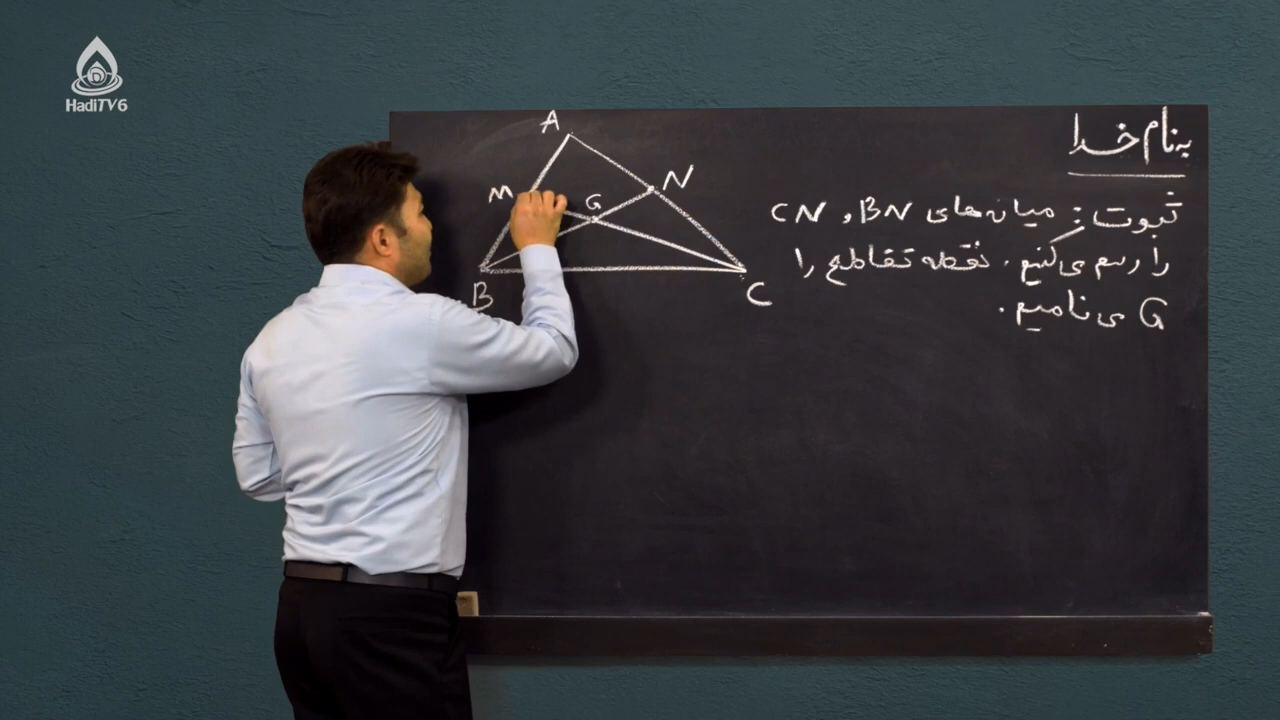 HadiTV6
به نام خدا
ثبوت: میانه های BN و CN
را رسم می کنیم. نقطه تقاطع را
G می نامیم.
A
M
G
N
B
C